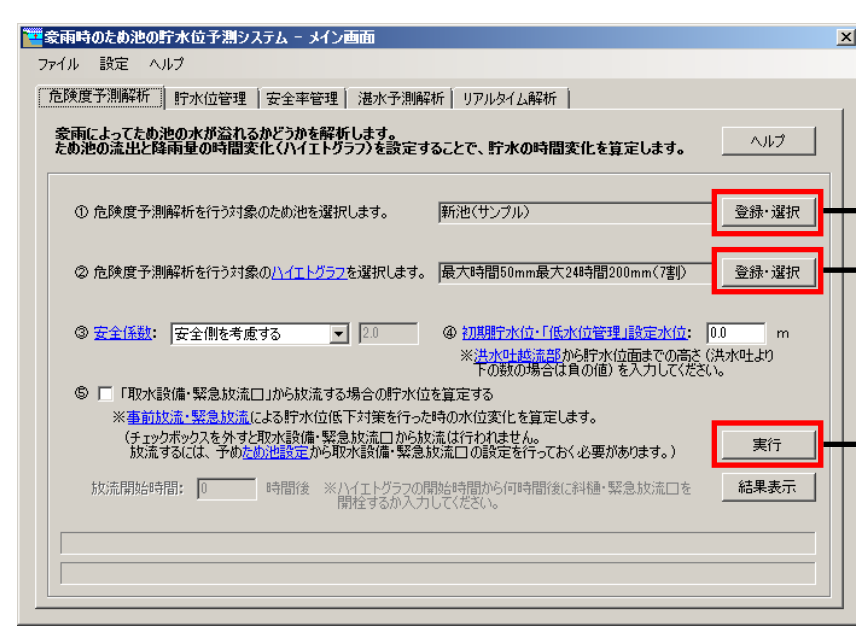 豪雨時のため池の貯水位予測システム - メイン画面
ファイル 設定 ヘルプ
危険度予測解析 貯水位管理 安全率管理 湛水予測解析 リアルタイム解析
豪雨によってため池の水が溢れるかどうかを解析します。
ため池の流出と降雨量の時間変化(ハイエトグラフ)を設定することで、貯水の時間変化を算定します。
ヘルプ
① 危険度予測解析を行う対象のため池を選択します。 新池(サンプル) 登録・選択
② 危険度予測解析を行う対象のハイエトグラフを選択します。 最大時間50mm最大24時間200mm(7割) 登録・選択
③ 安全係数: 安全側を考慮する 2.0 ④ 初期貯水位・「低水位管理」設定水位: 0.0 m
※洪水吐越流部から貯水位面までの高さ(洪水吐より
下の数の場合は負の値)を入力してください。
⑤ 「取水設備・緊急放流口」から放流する場合の貯水位を算定する
※事前放流・緊急放流による貯水位低下対策を行った時の水位変化を算定します。
(チェックボックスを外すと取水設備・緊急放流口から放流は行われません。
放流するには、予めため池設定から取水設備・緊急放流口の設定を行っておく必要があります。)
実行
放流開始時間: 0 時間後 ※ハイエトグラフの開始時間から何時間後に斜樋・緊急放流口を
開栓するか入力してください。
結果表示